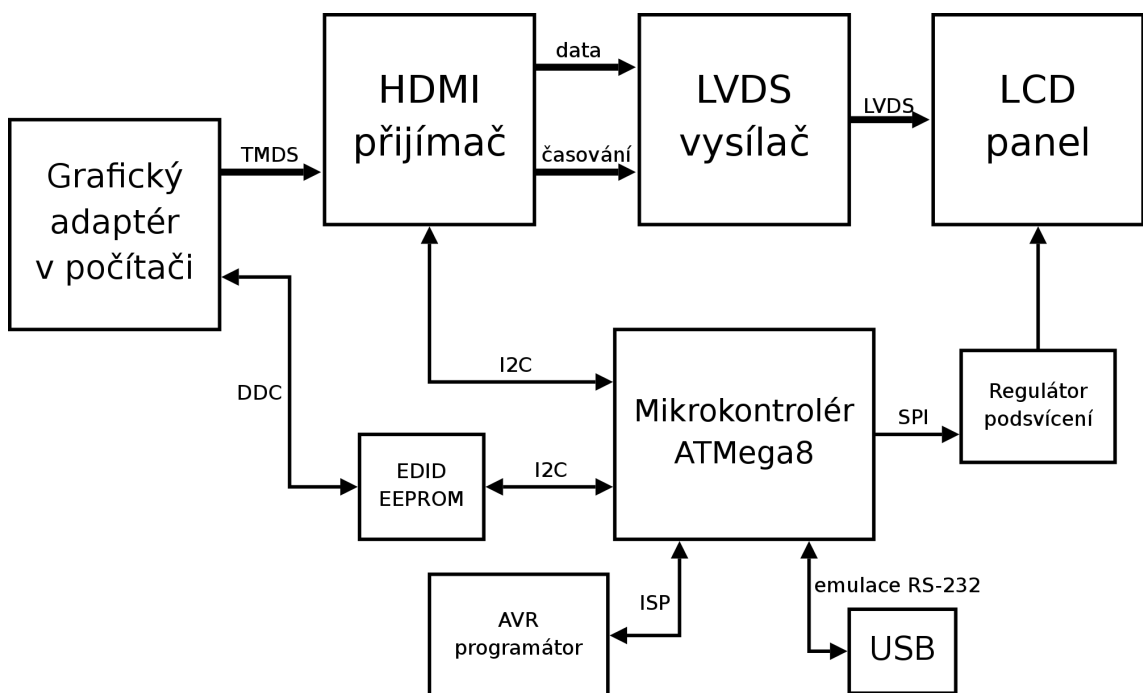 data
HDMI
přijímač
LVDS
vysílač
LCD
panel
LVDS
TMDS
časování
Grafický
adaptér
v počítači
I2C
DDC
Mikrokontrolér
ATMega8
SPI
Regulátor
podsvícení
EDID
EEPROM
I2C
emulace RS-232
ISP
AVR
programátor
USB